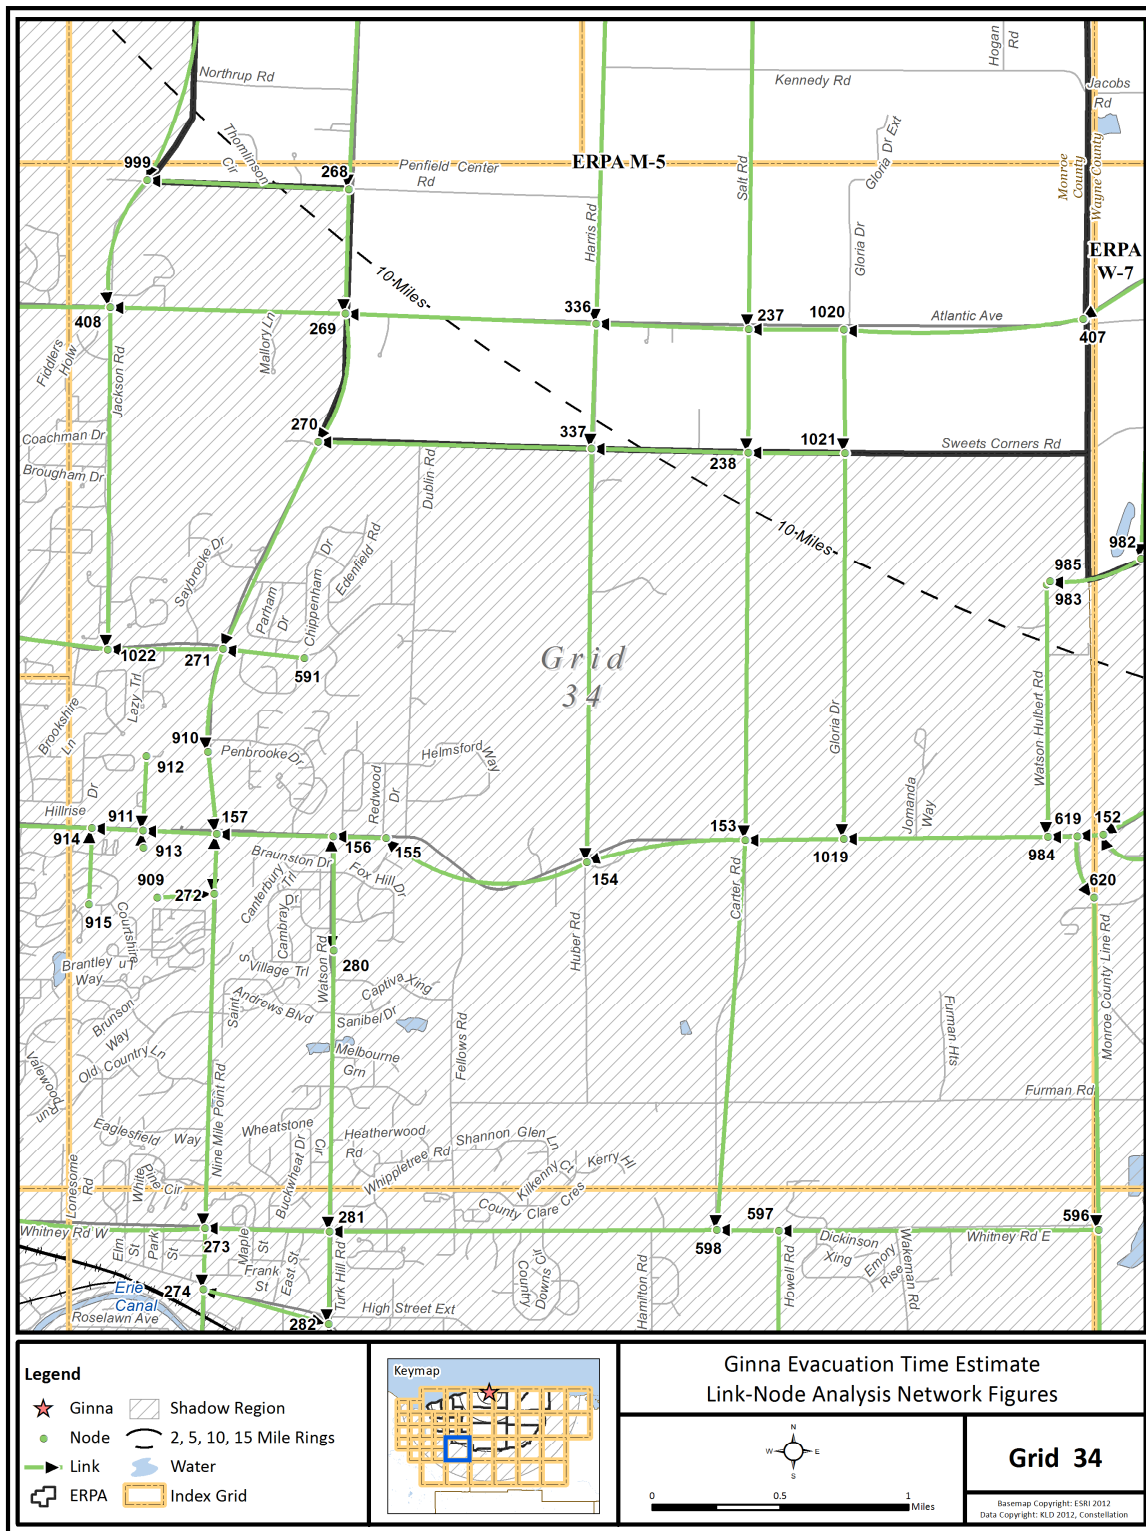 Hogan Rd
Northrup Rd
Kennedy Rd
Jacobs Rd
Thomlinson Cir
Gloria Dr Ext
999
268
Penfield Center Rd
ERPA M-5
Salt Rd
Monroe County
Wayne County
Harris Rd
Gloria Dr
ERPA W-7
10 Miles
408
269
336
237
1020
Atlantic Ave
407
Fiddlers Holw
Jackson Rd
Mallory Ln
270
337
238
1021
Sweets Corners Rd
Coachman Dr
Brougham Dr
Dublin Rd
10 Miles
982
985
983
Saybrooke Dr
Parham Dr
Chippenham Dr
Edenfield Rd
1022
271
591
Grid
34
Lazy Trl
Brookshire Ln
910
912
Penbrooke Dr
Helmsford Way
Gloria Dr
Watson Hulbert Rd
Hillrise Dr
Redwood Dr
Jomanda Way
911
157
914
913
156
155
153
1019
984
619
152
Braunston Dr
Fox Hill Dr
154
909
272
Canterbury Trl
Cambray Dr
Carter Rd
620
915
Courtshire
Huber Rd
Brantley Way
S Village Trl
Watson Rd
280
Captiva Xing
Monroe County Line Rd
Brunson Way
Saint Andrews Blvd
Sanibel Dr
Furman Hts
Old Country Ln
Valewood Run
Melbourne Grn
Fellows Rd
Nine Mile Point Rd
Furman Rd
Eaglesfield Way
Wheatstone Cir
Heatherwood Rd
Shannon Glen Ln
Lonesome Rd
White Pine Cir
Buckwheat Dr
Whippletree Rd
Kilkenny Ct
Kerry Hl
County Clare Cres
Whitney Rd W
273
281
598
597
Dickinson Xing
Whitney Rd E
596
Elm St
Park St
Maple St
East St
Frank St
Turk Hill Rd
Country Downs Cir
Hamilton Rd
Howell Rd
Emory Rise
Wakeman Rd
274
Erie Canal
Roselawn Ave
282
High Street Ext
Legend
Ginna
Shadow Region
Node
2, 5, 10, 15 Mile Rings
Link
Water
ERPA
Index Grid
Keymap
Ginna Evacuation Time Estimate
Link-Node Analysis Network Figures
N
W
E
S
0
0.5
1
Miles
Grid 34
Basemap Copyright: ESRI 2012
Data Copyright: KLD 2012, Constellation